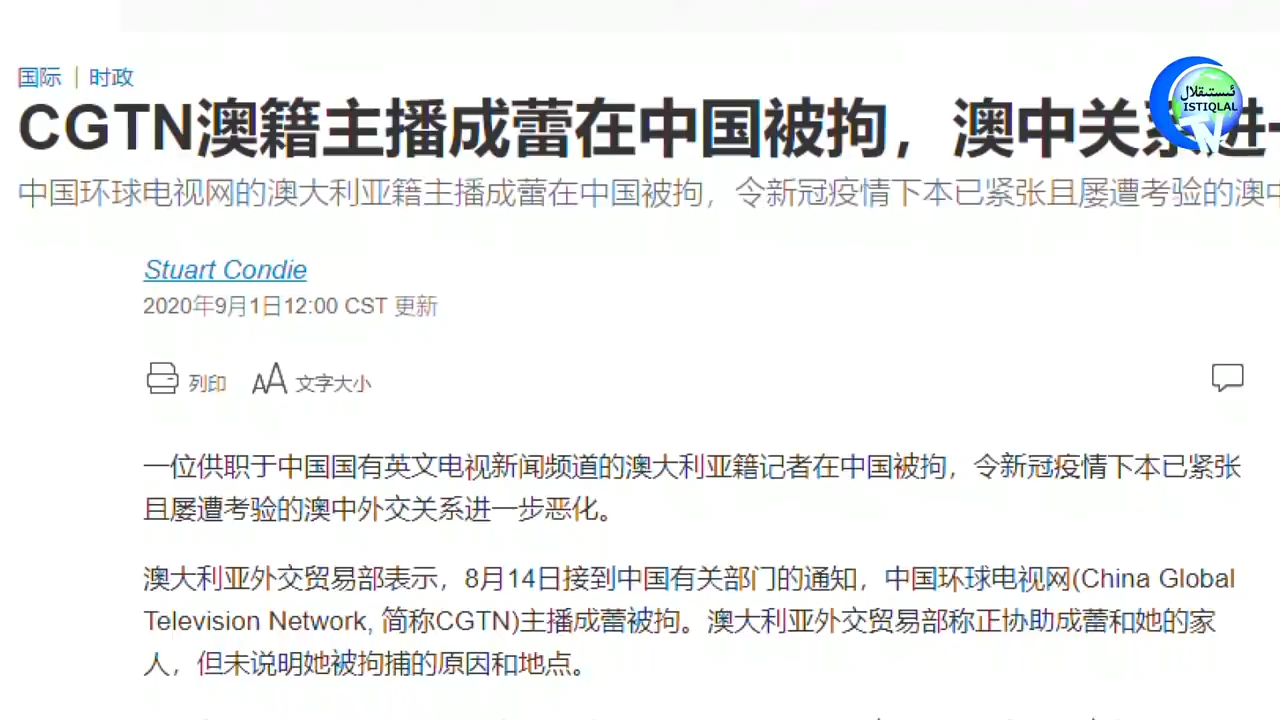 国际 | 时政
CGTN澳籍主播成蕾在中国被拘，澳中关系进一
中国环球电视网的澳大利亚籍主播成蕾在中国被拘，令新冠疫情下本已紧张且屡遭考验的澳中
ئىستىقلال
ISTIQLAL
TV
Stuart Condie
2020年9月1日12:00 CST 更新
列印 AA 文字大小
一位供职于中国国有英文电视新闻频道的澳大利亚籍记者在中国被拘，令新冠疫情下本已紧张
且屡遭考验的澳中外交关系进一步恶化。
澳大利亚外交贸易部表示，8月14日接到中国有关部门的通知，中国环球电视网(China Global
Television Network, 简称CGTN)主播成蕾被拘。澳大利亚外交贸易部称正协助成蕾和她的家
人，但未说明她被拘捕的原因和地点。